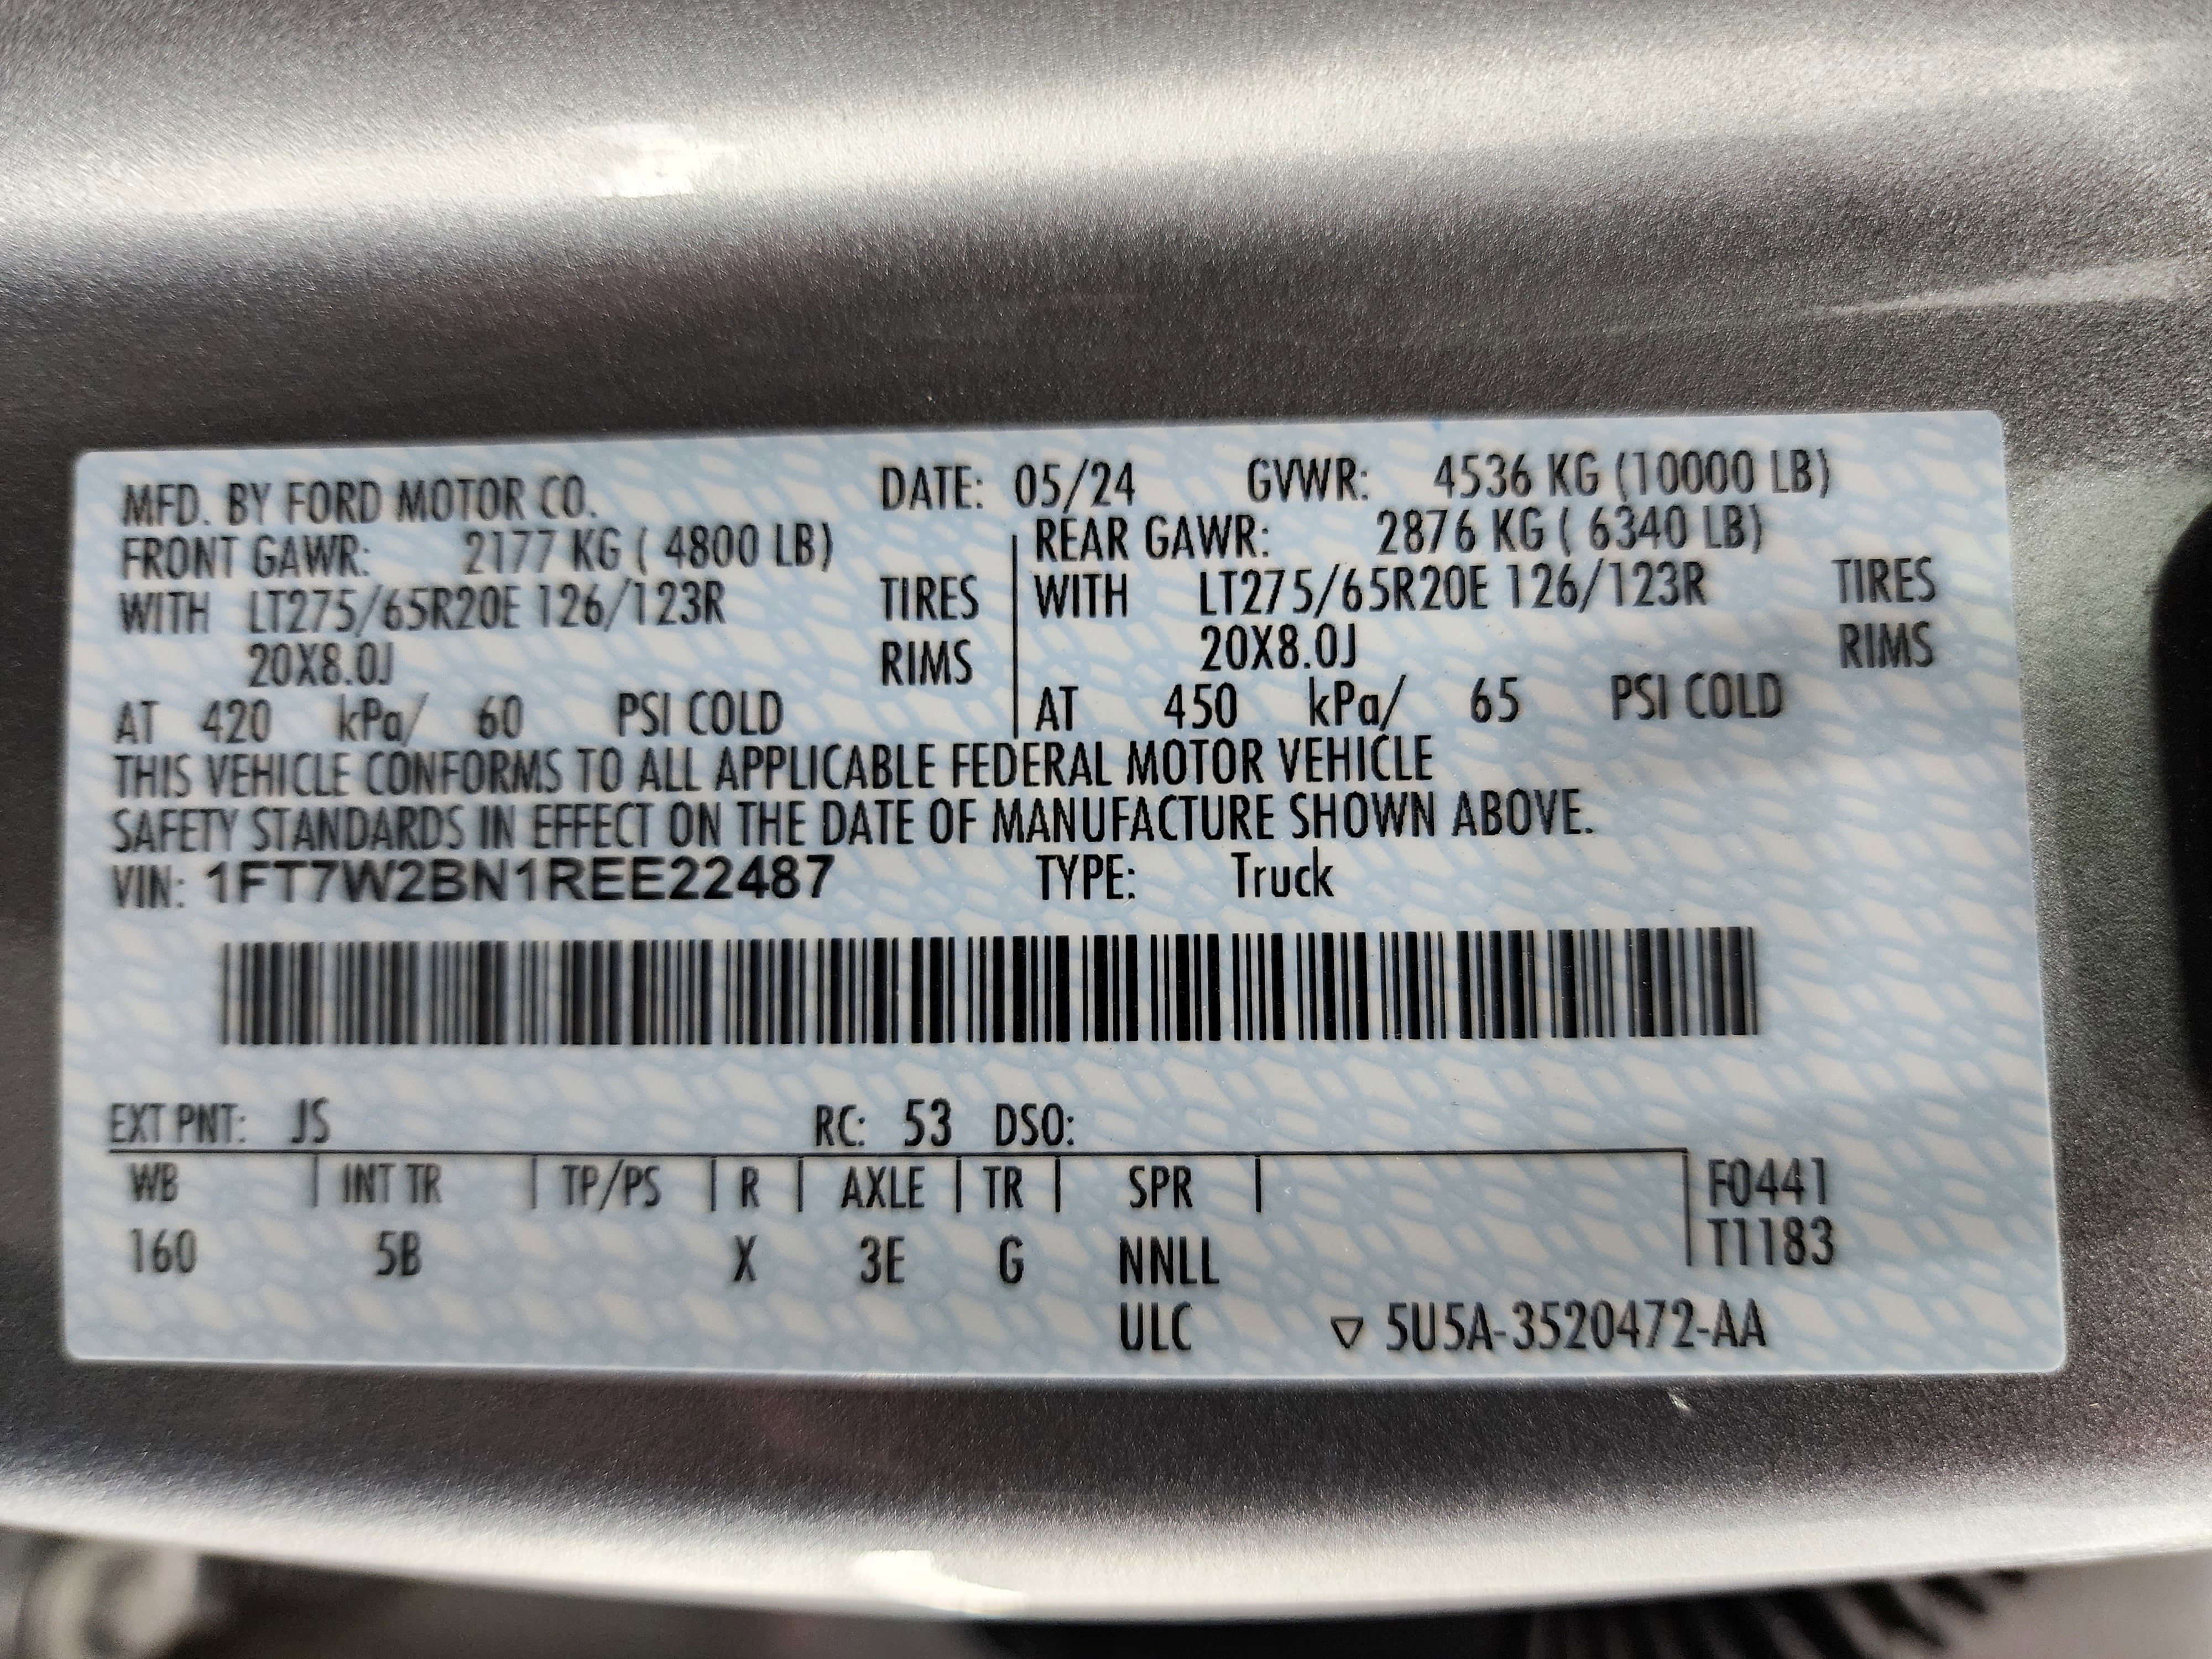 MFD. BY FORD MOTOR CO. DATE: 05/24 GVWR: 4536 KG (10000 LB)
FRONT GAWR: 2177 KG ( 4800 LB)
WITH LT275/65R20E 126/123R TIRES
20X8.0J RIMS
AT 420 kPa/ 60 PSI COLD
REAR GAWR: 2876 KG ( 6340 LB)
WITH LT275/65R20E 126/123R TIRES
20X8.0J RIMS
AT 450 kPa/ 65 PSI COLD
THIS VEHICLE CONFORMS TO ALL APPLICABLE FEDERAL MOTOR VEHICLE
SAFETY STANDARDS IN EFFECT ON THE DATE OF MANUFACTURE SHOWN ABOVE.
VIN: 1FT7W2BN1REE22487 TYPE: Truck
EXT PNT: JS RC: 53 DSO:
WB INT TR TP/PS R AXLE TR SPR F0441
160 5B X 3E G NNLL T1183
ULC ▽ 5U5A-3520472-AA